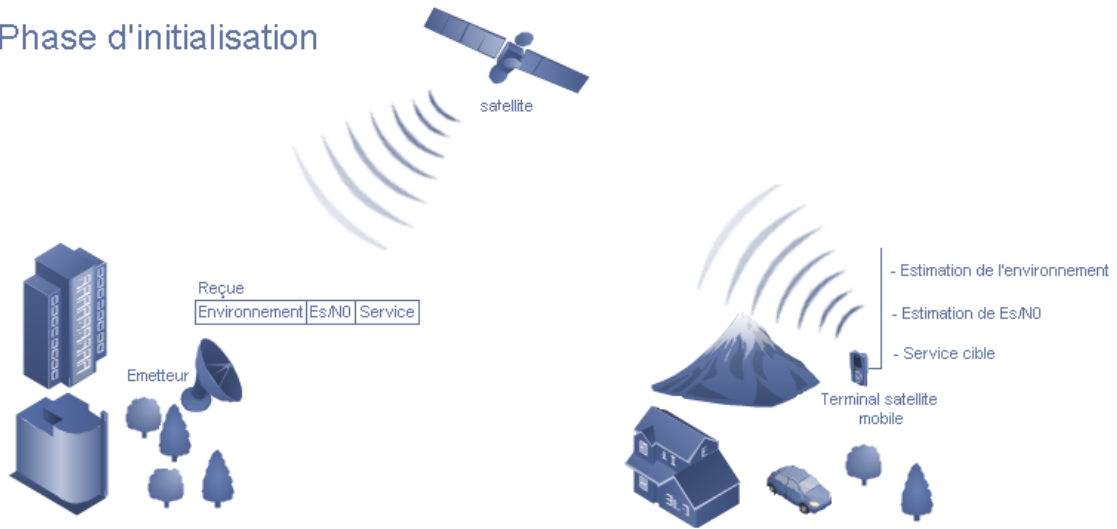 Phase d'initialisation
satellite
Reçue
Environnement Es/N0 Service
Emetteur
- Estimation de l'environnement
- Estimation de Es/N0
- Service cible
Terminal satellite
mobile